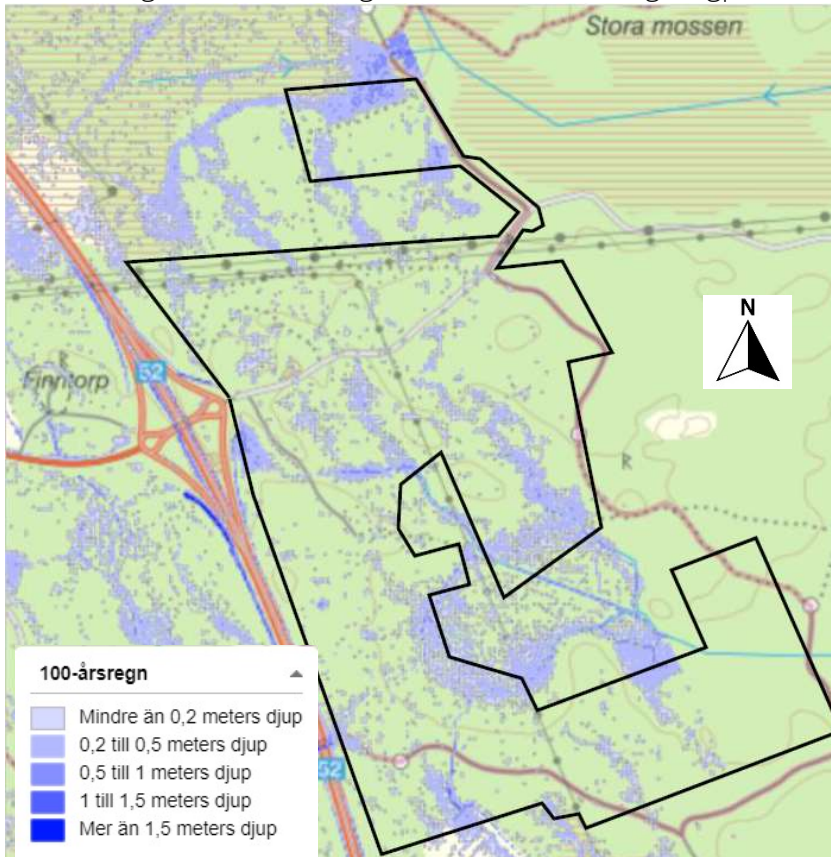 Stora mossen
N
52
Finntorp
R
R
100-årsregn
Mindre än 0,2 meters djup
0,2 till 0,5 meters djup
0,5 till 1 meters djup
1 till 1,5 meters djup
Mer än 1,5 meters djup
52